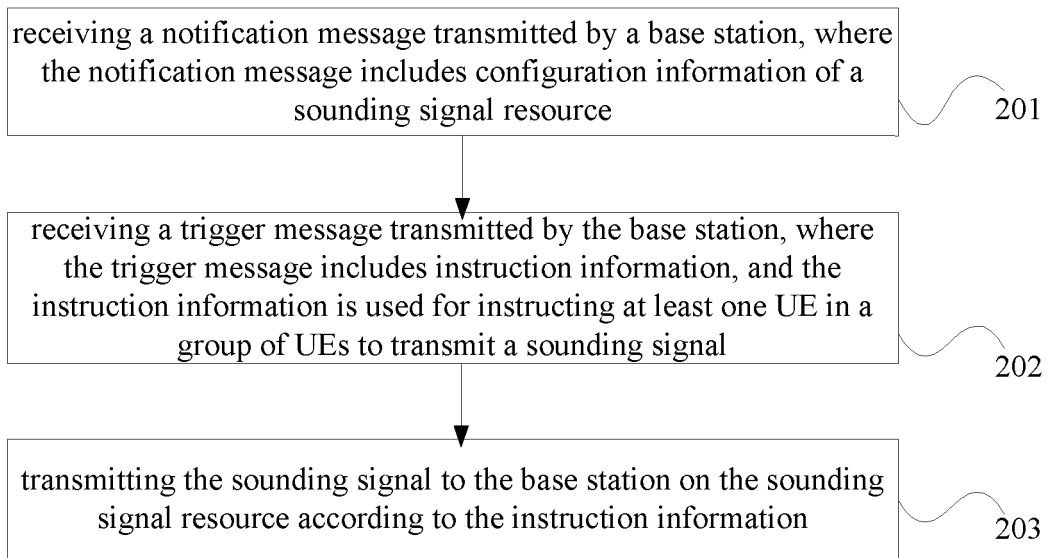 receiving a notification message transmitted by a base station, where
the notification message includes configuration information of a
sounding signal resource
201
receiving a trigger message transmitted by the base station, where
the trigger message includes instruction information, and the
instruction information is used for instructing at least one UE in a
group of UEs to transmit a sounding signal
202
transmitting the sounding signal to the base station on the sounding
signal resource according to the instruction information
203